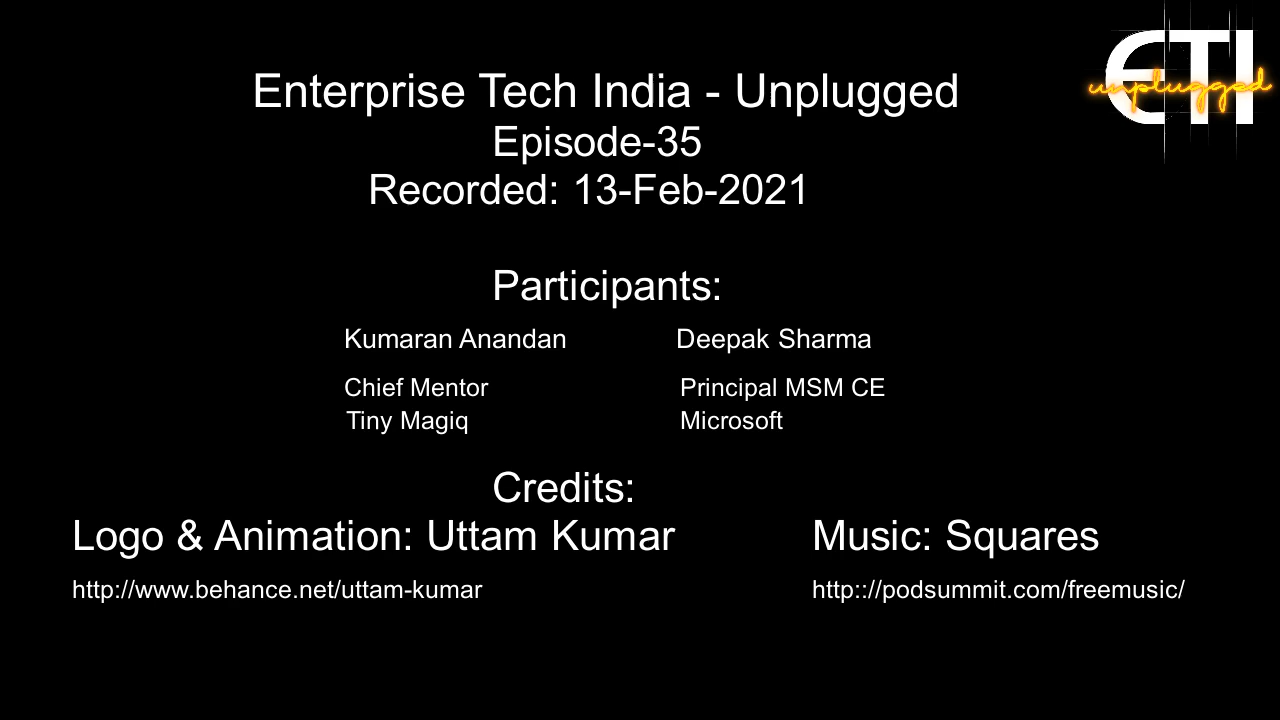 ETI
unplugged
Enterprise Tech India - Unplugged
Episode-35
Recorded: 13-Feb-2021
Participants:
Kumaran Anandan Deepak Sharma
Chief Mentor Principal MSM CE
Tiny Magiq Microsoft
Credits:
Logo & Animation: Uttam Kumar Music: Squares
http://www.behance.net/uttam-kumar http:://podsummit.com/freemusic/